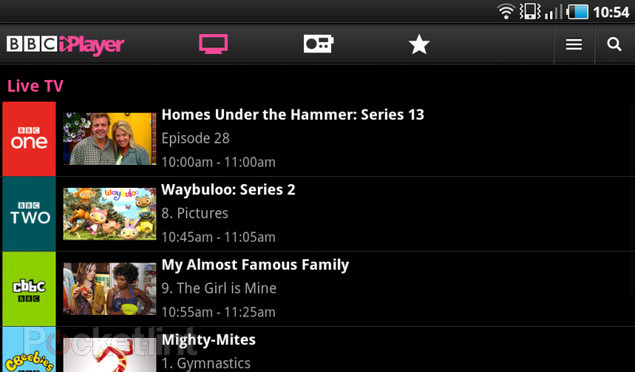 10:54
BBC iPlayer
Live TV
BBC
one
Homes Under the Hammer: Series 13
Episode 28
10:00am - 11:00am
BBC
TWO
Waybuloo
Waybuloo: Series 2
8. Pictures
10:45am - 11:05am
cbbc
BBC
My Almost Famous Family
9. The Girl is Mine
10:55am - 11:25am
CBeebies
Mighty-Mites
1. Gymnastics
Pocket-lint